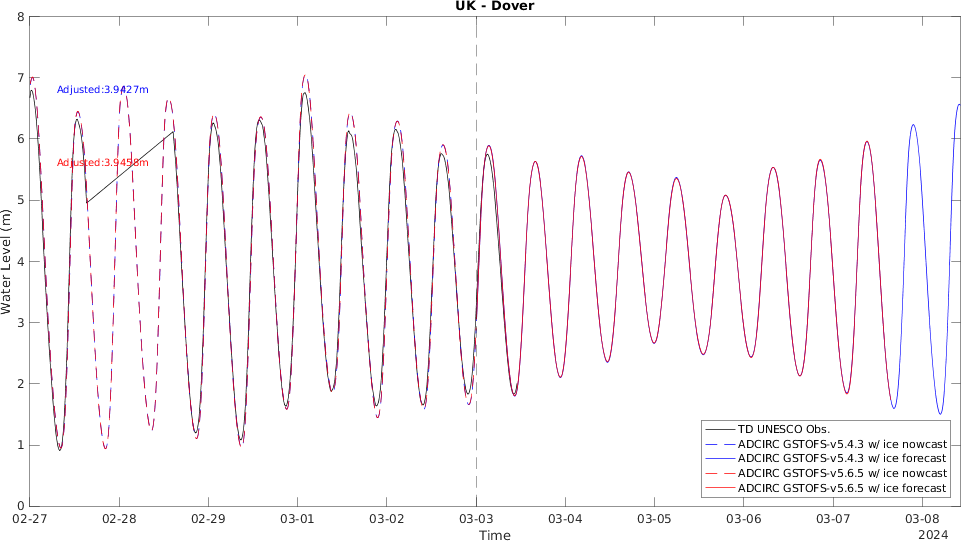 UK - Dover
8
7
6
5
4
3
2
1
0
Water Level (m)
Adjusted:3.9427m
Adjusted:3.9458m
TD UNESCO Obs.
ADCIRC GSTOFS-v5.4.3 w/ ice nowcast
ADCIRC GSTOFS-v5.4.3 w/ ice forecast
ADCIRC GSTOFS-v5.6.5 w/ ice nowcast
ADCIRC GSTOFS-v5.6.5 w/ ice forecast
02-27 02-28 02-29 03-01 03-02 03-03 03-04 03-05 03-06 03-07 03-08
Time
2024